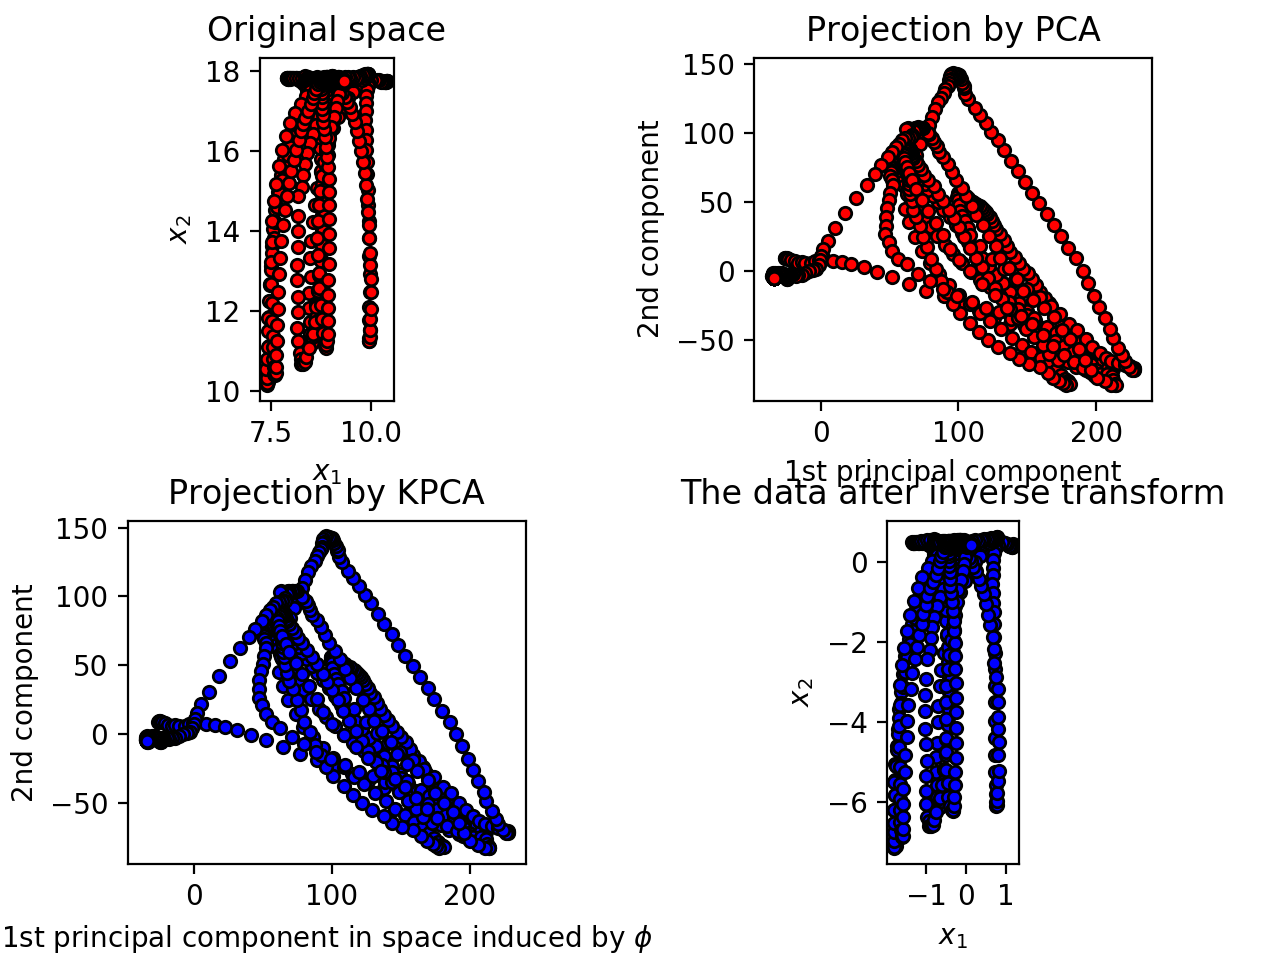 Original space
18
16
14
12
10
x₂
7.5 10.0
x₁
Projection by PCA
150
100
50
0
−50
2nd component
0 100 200
1st principal component
Projection by KPCA
150
100
50
0
−50
2nd component
0 100 200
1st principal component in space induced by ϕ
The data after inverse transform
0
−2
−4
−6
x₂
−1 0 1
x₁